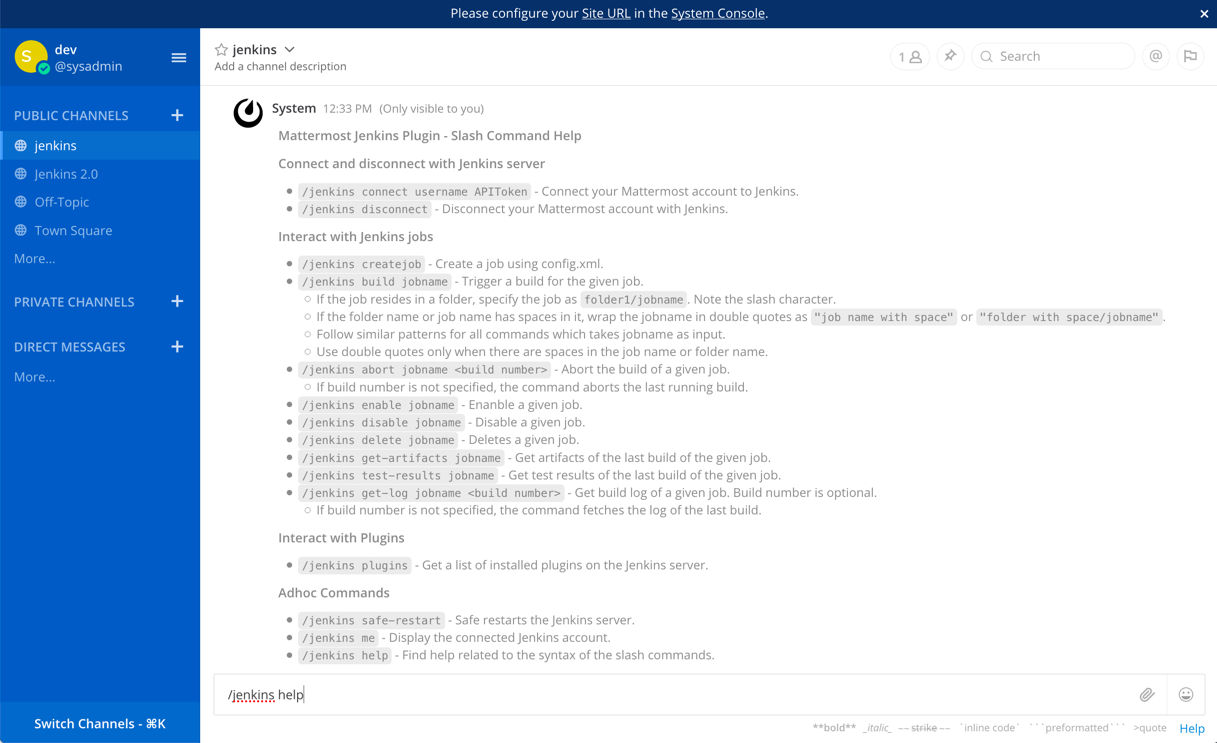 Please configure your Site URL in the System Console.
×
S
dev
@sysadmin
PUBLIC CHANNELS +
jenkins
Jenkins 2.0
Off-Topic
Town Square
More...
PRIVATE CHANNELS +
DIRECT MESSAGES +
More...
Switch Channels - ⌘K
jenkins
Add a channel description
1
Search
@
System 12:33 PM (Only visible to you)
Mattermost Jenkins Plugin - Slash Command Help
Connect and disconnect with Jenkins server
• /jenkins connect username APIToken - Connect your Mattermost account to Jenkins.
• /jenkins disconnect - Disconnect your Mattermost account with Jenkins.
Interact with Jenkins jobs
• /jenkins createjob - Create a job using config.xml.
• /jenkins build jobname - Trigger a build for the given job.
○ If the job resides in a folder, specify the job as folder1/jobname. Note the slash character.
○ If the folder name or job name has spaces in it, wrap the jobname in double quotes as "job name with space" or "folder with space/jobname".
○ Follow similar patterns for all commands which takes jobname as input.
○ Use double quotes only when there are spaces in the job name or folder name.
• /jenkins abort jobname <build number> - Abort the build of a given job.
○ If build number is not specified, the command aborts the last running build.
• /jenkins enable jobname - Enanble a given job.
• /jenkins disable jobname - Disable a given job.
• /jenkins delete jobname - Deletes a given job.
• /jenkins get-artifacts jobname - Get artifacts of the last build of the given job.
• /jenkins test-results jobname - Get test results of the last build of the given job.
• /jenkins get-log jobname <build number> - Get build log of a given job. Build number is optional.
○ If build number is not specified, the command fetches the log of the last build.
Interact with Plugins
• /jenkins plugins - Get a list of installed plugins on the Jenkins server.
Adhoc Commands
• /jenkins safe-restart - Safe restarts the Jenkins server.
• /jenkins me - Display the connected Jenkins account.
• /jenkins help - Find help related to the syntax of the slash commands.
/jenkins help
**bold** _italic_ ~~strike~~ `inline code` ```preformatted``` >quote Help